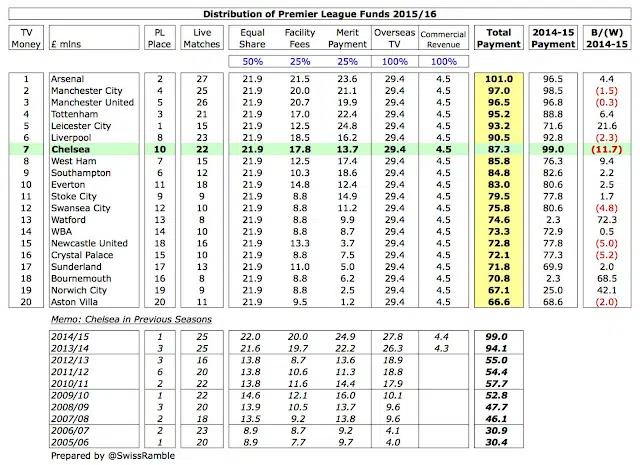 Distribution of Premier League Funds 2015/16
TV PL Live Equal Facility Merit Overseas Commercial Total 2014-15 B/(W)
Money £ mlns Place Matches Share Fees Payment TV Revenue Payment Payment 2014-15
50% 25% 25% 100% 100%
1 Arsenal 2 27 21.9 21.5 23.6 29.4 4.5 101.0 96.5 4.4
2 Manchester City 4 25 21.9 20.0 21.1 29.4 4.5 97.0 98.5 (1.5)
3 Manchester United 5 26 21.9 20.7 19.9 29.4 4.5 96.5 96.8 (0.3)
4 Tottenham 3 21 21.9 17.0 22.4 29.4 4.5 95.2 88.8 6.4
5 Leicester City 1 15 21.9 12.5 24.8 29.4 4.5 93.2 71.6 21.6
6 Liverpool 8 23 21.9 18.5 16.2 29.4 4.5 90.5 92.8 (2.3)
7 Chelsea 10 22 21.9 17.8 13.7 29.4 4.5 87.3 99.0 (11.7)
8 West Ham 7 15 21.9 12.5 17.4 29.4 4.5 85.8 76.3 9.4
9 Southampton 6 12 21.9 10.3 18.6 29.4 4.5 84.8 82.6 2.2
10 Everton 11 18 21.9 14.8 12.4 29.4 4.5 83.0 80.6 2.5
11 Stoke City 9 9 21.9 8.8 14.9 29.4 4.5 79.5 77.8 1.7
12 Swansea City 12 10 21.9 8.8 11.2 29.4 4.5 75.8 80.6 (4.8)
13 Watford 13 8 21.9 8.8 9.9 29.4 4.5 74.6 2.3 72.3
14 WBA 14 10 21.9 8.8 8.7 29.4 4.5 73.3 72.9 0.5
15 Newcastle United 18 16 21.9 13.3 3.7 29.4 4.5 72.8 77.8 (5.0)
16 Crystal Palace 15 10 21.9 8.8 7.5 29.4 4.5 72.1 77.3 (5.2)
17 Sunderland 17 13 21.9 11.0 5.0 29.4 4.5 71.8 69.9 2.0
18 Bournemouth 16 8 21.9 8.8 6.2 29.4 4.5 70.8 2.3 68.5
19 Norwich City 19 9 21.9 8.8 2.5 29.4 4.5 67.1 25.0 42.1
20 Aston Villa 20 11 21.9 9.5 1.2 29.4 4.5 66.6 68.6 (2.0)
Memo: Chelsea in Previous Seasons
2014/15 1 25 22.0 20.0 24.9 27.8 4.4 99.0
2013/14 3 25 21.6 19.7 22.2 26.3 4.3 94.1
2012/13 3 16 13.8 8.7 13.6 18.9 55.0
2011/12 6 20 13.8 10.6 11.3 18.8 54.4
2010/11 2 22 13.8 11.6 14.4 17.9 57.7
2009/10 1 22 14.6 12.1 16.0 10.1 52.8
2008/09 3 20 13.9 10.5 13.7 9.6 47.7
2007/08 2 18 13.5 9.2 13.8 9.6 46.1
2006/07 2 23 8.9 8.7 9.2 4.1 30.9
2005/06 1 20 8.9 7.7 9.7 4.0 30.4
Prepared by @SwissRamble